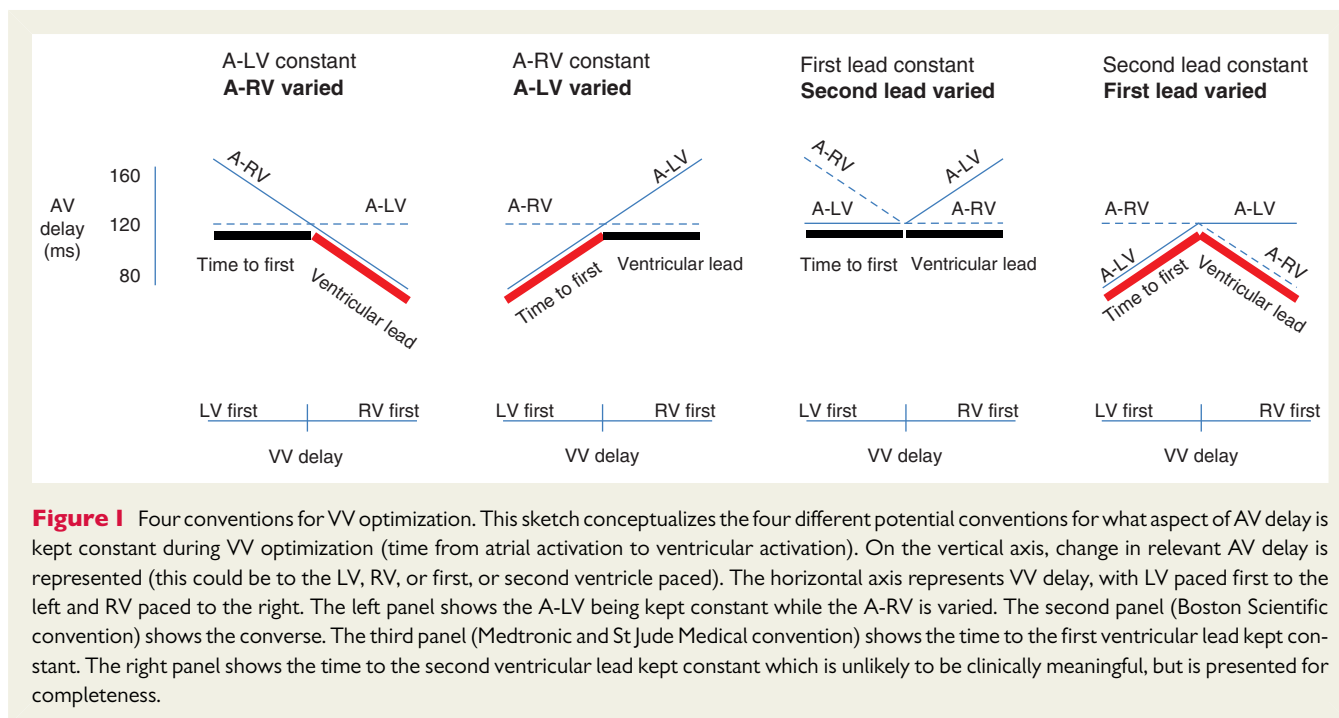 A-LV constant
A-RV varied
A-RV constant
A-LV varied
First lead constant
Second lead varied
Second lead constant
First lead varied
AV
delay
(ms)
160
120
80
A-RV
A-LV
Time to first
Ventricular lead
A-RV
A-LV
Time to first
Ventricular lead
A-RV
A-LV
A-LV
A-RV
Time to first
Ventricular lead
A-RV
A-LV
A-LV
A-RV
Time to first
Ventricular lead
LV first
RV first
VV delay
LV first
RV first
VV delay
LV first
RV first
VV delay
LV first
RV first
VV delay
Figure 1 Four conventions for VV optimization. This sketch conceptualizes the four different potential conventions for what aspect of AV delay is
kept constant during VV optimization (time from atrial activation to ventricular activation). On the vertical axis, change in relevant AV delay is
represented (this could be to the LV, RV, or first, or second ventricle paced). The horizontal axis represents VV delay, with LV paced first to the
left and RV paced to the right. The left panel shows the A-LV being kept constant while the A-RV is varied. The second panel (Boston Scientific
convention) shows the converse. The third panel (Medtronic and St Jude Medical convention) shows the time to the first ventricular lead kept con-
stant. The right panel shows the time to the second ventricular lead kept constant which is unlikely to be clinically meaningful, but is presented for
completeness.